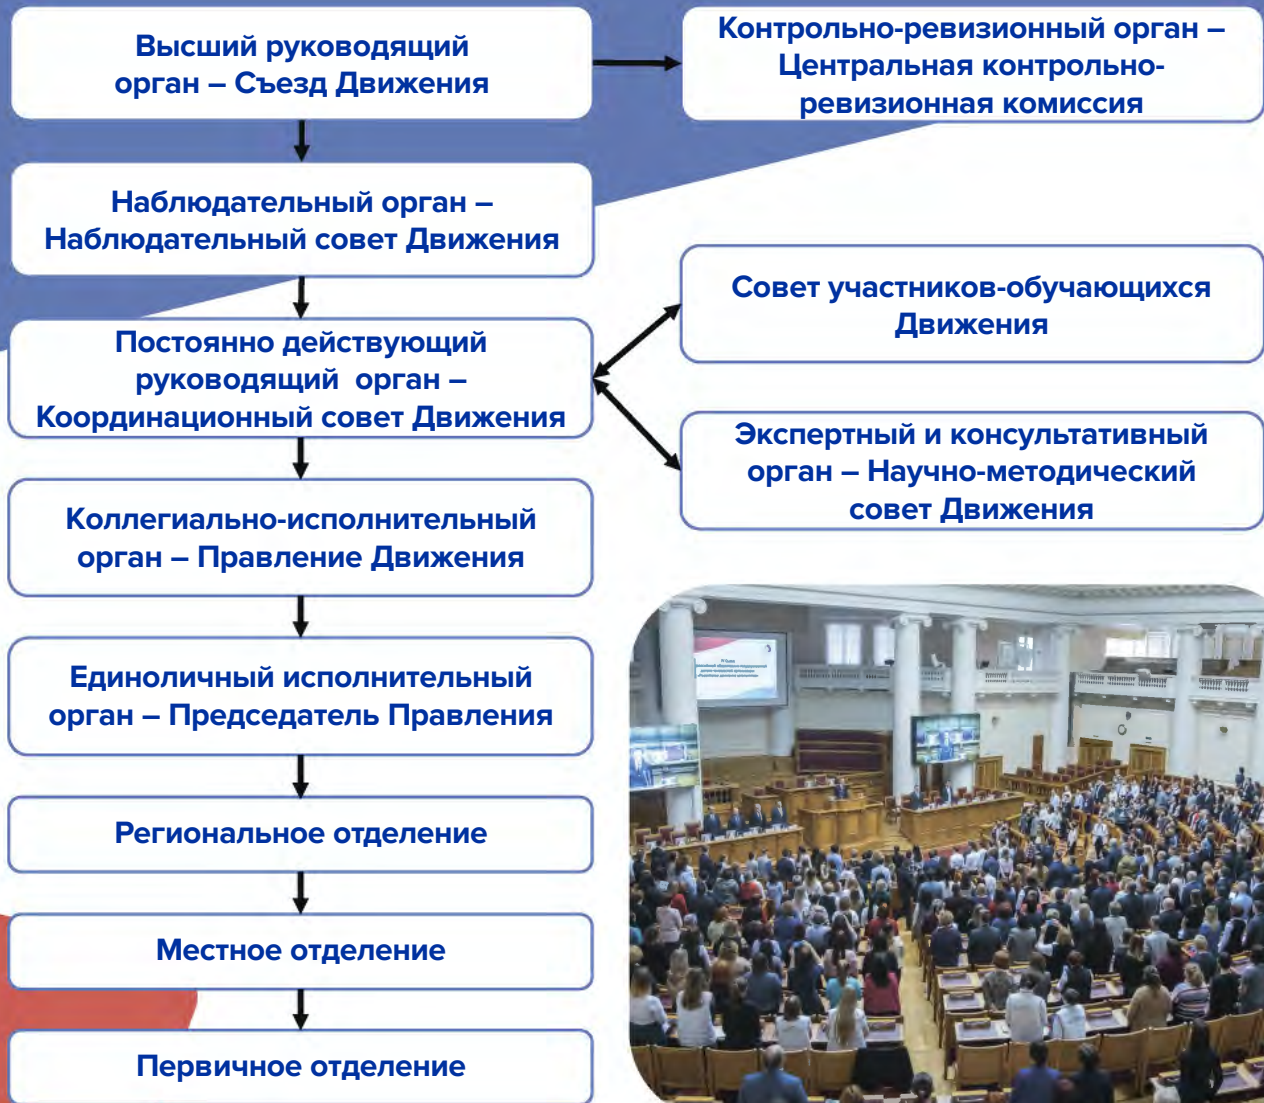 Высший руководящий
орган – Съезд Движения
Контрольно-ревизионный орган –
Центральная контрольно-
ревизионная комиссия
Наблюдательный орган –
Наблюдательный совет Движения
Постоянно действующий
руководящий орган –
Координационный совет Движения
Совет участников-обучающихся
Движения
Экспертный и консультативный
орган – Научно-методический
совет Движения
Коллегиально-исполнительный
орган – Правление Движения
Единоличный исполнительный
орган – Председатель Правления
Региональное отделение
Местное отделение
Первичное отделение